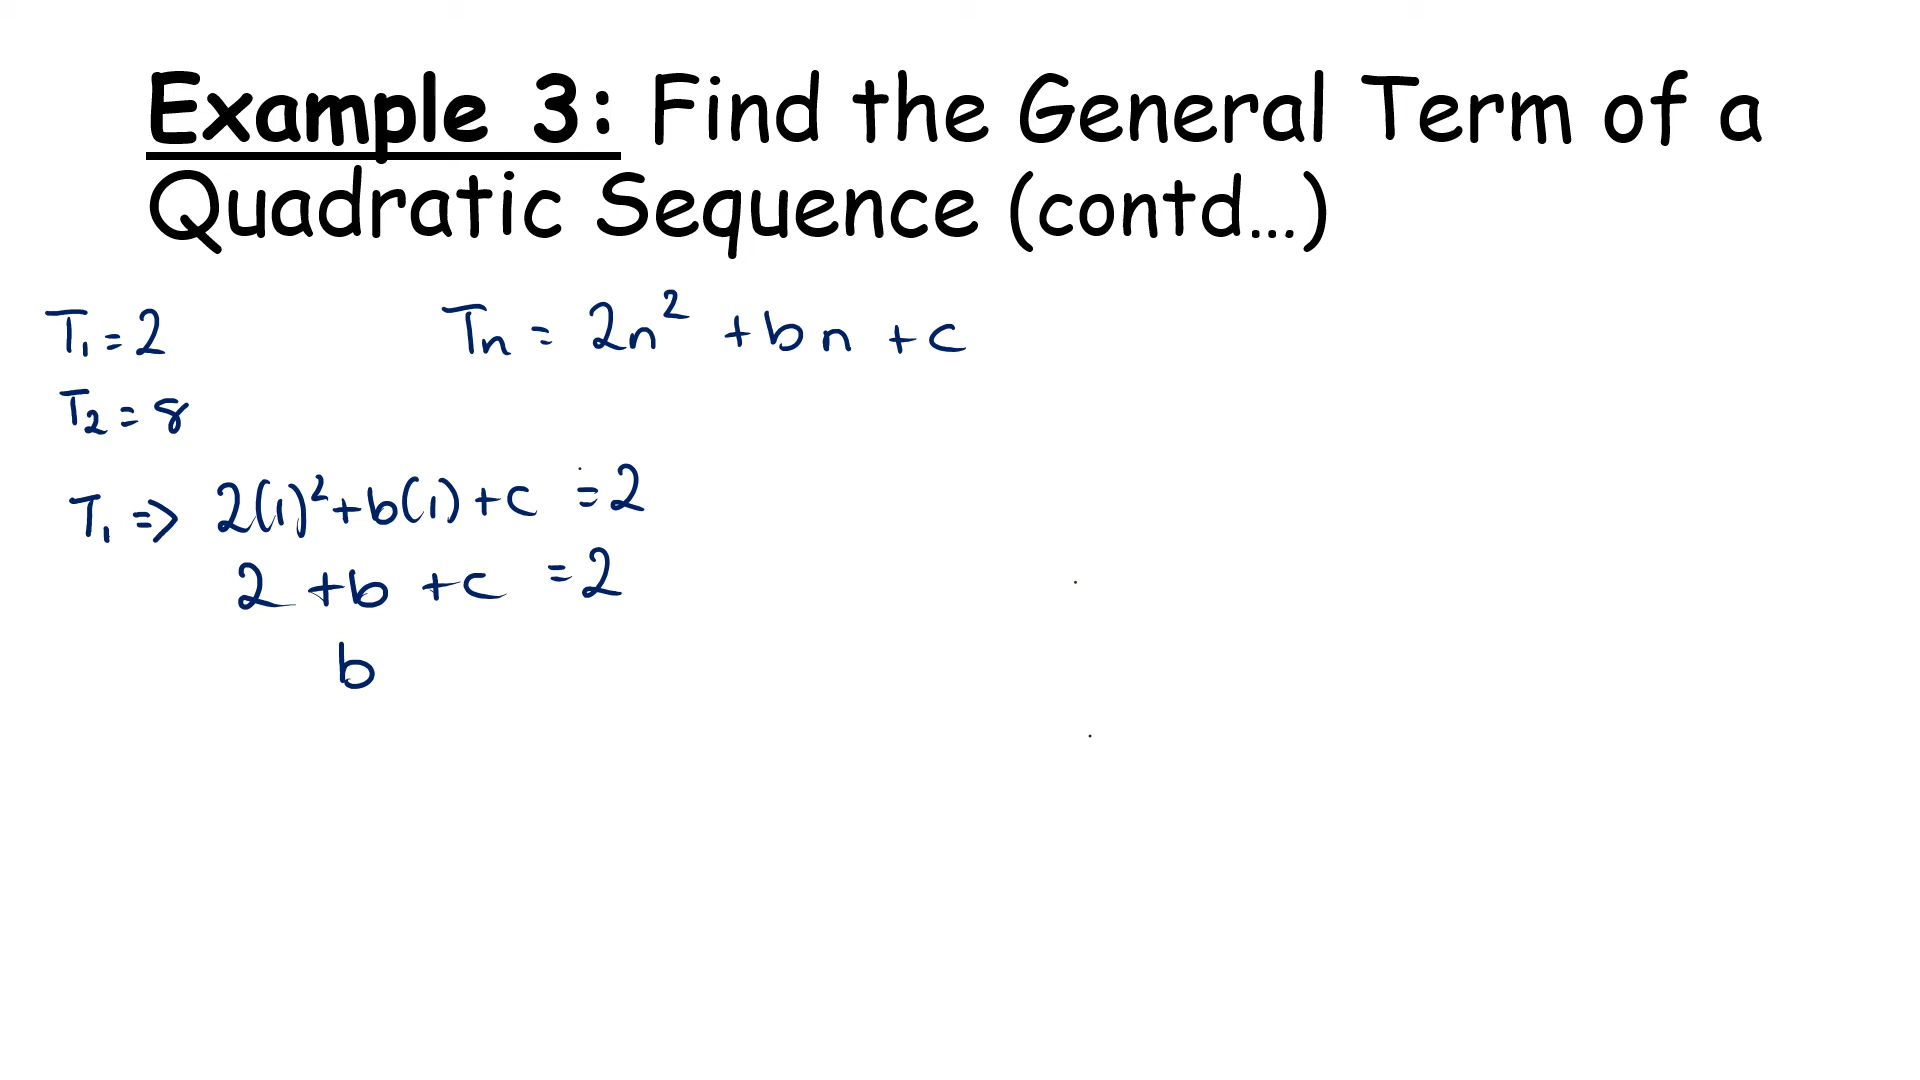 Example 3: Find the General Term of a
Quadratic Sequence (contd...)
T₁ = 2
Tn = 2n² + bn + c
T₂ = 8
T₁ => 2(1)² + b(1) + c = 2
2 + b + c = 2
b